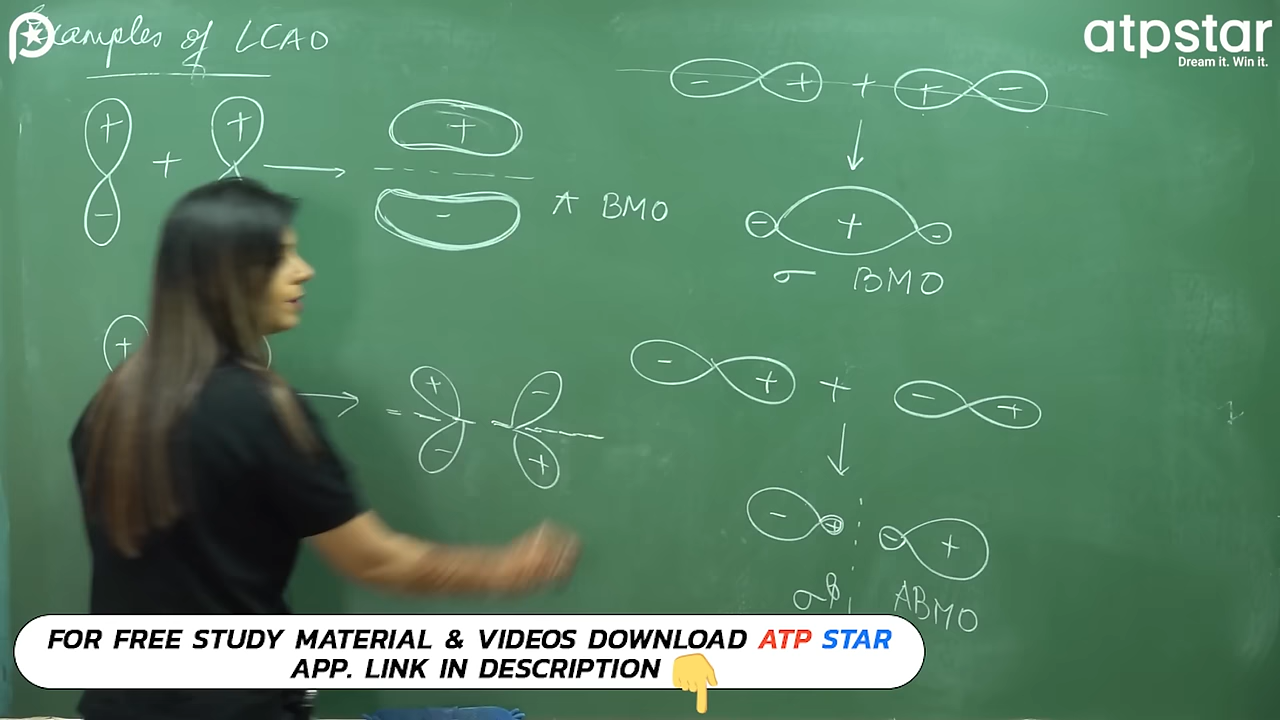 Examples of LCAO
atpstar
Dream it. Win it.
+ + + → +
- - π BMO
- + + + -
- + -
σ BMO
+
+ -
- +
- + + - +
- + - +
σ ABMO
FOR FREE STUDY MATERIAL & VIDEOS DOWNLOAD ATP STAR
APP. LINK IN DESCRIPTION